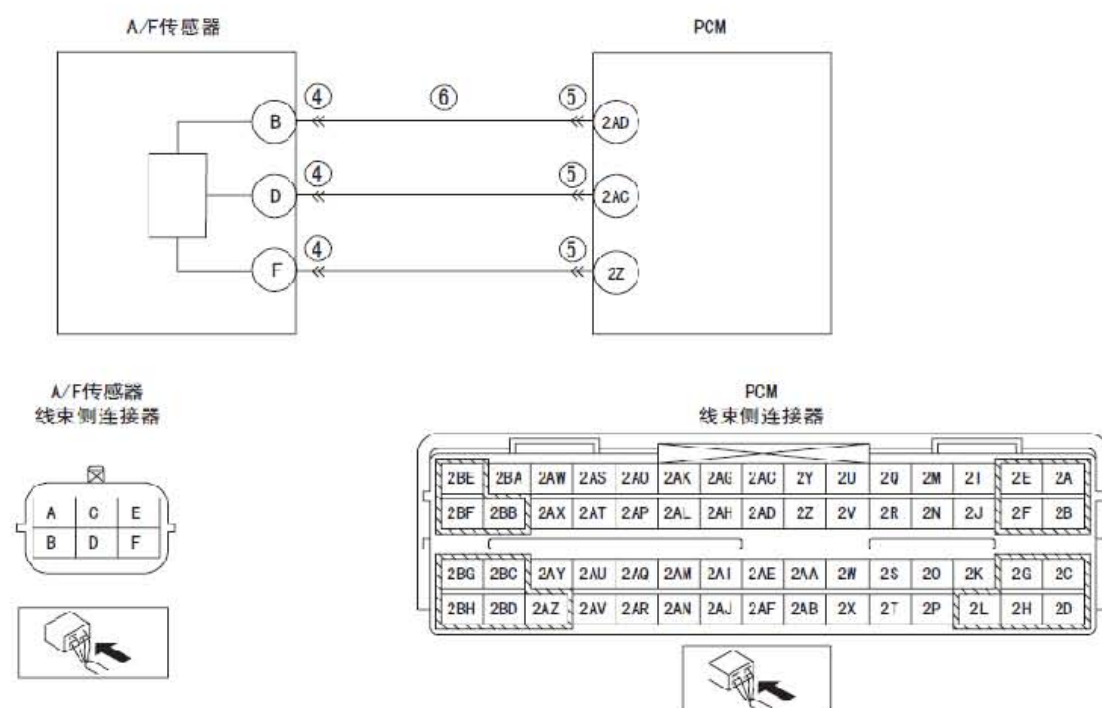 A/F传感器 PCM
④ ⑥ ⑤
B 2AD
④ ⑤
D 2AC
④ ⑤
F 2Z
A/F传感器
线束侧连接器
A C E
B D F
PCM
线束侧连接器
2BE 2BA 2AW 2AS 2AO 2AK 2AG 2AC 2Y 2U 2Q 2M 2I 2E 2A
2BF 2BB 2AX 2AT 2AP 2AL 2AH 2AD 2Z 2V 2R 2N 2J 2F 2B
2BG 2BC 2AY 2AU 2AQ 2AM 2AI 2AE 2AA 2W 2S 2O 2K 2G 2C
2BH 2BD 2AZ 2AV 2AR 2AN 2AJ 2AF 2AB 2X 2T 2P 2L 2H 2D